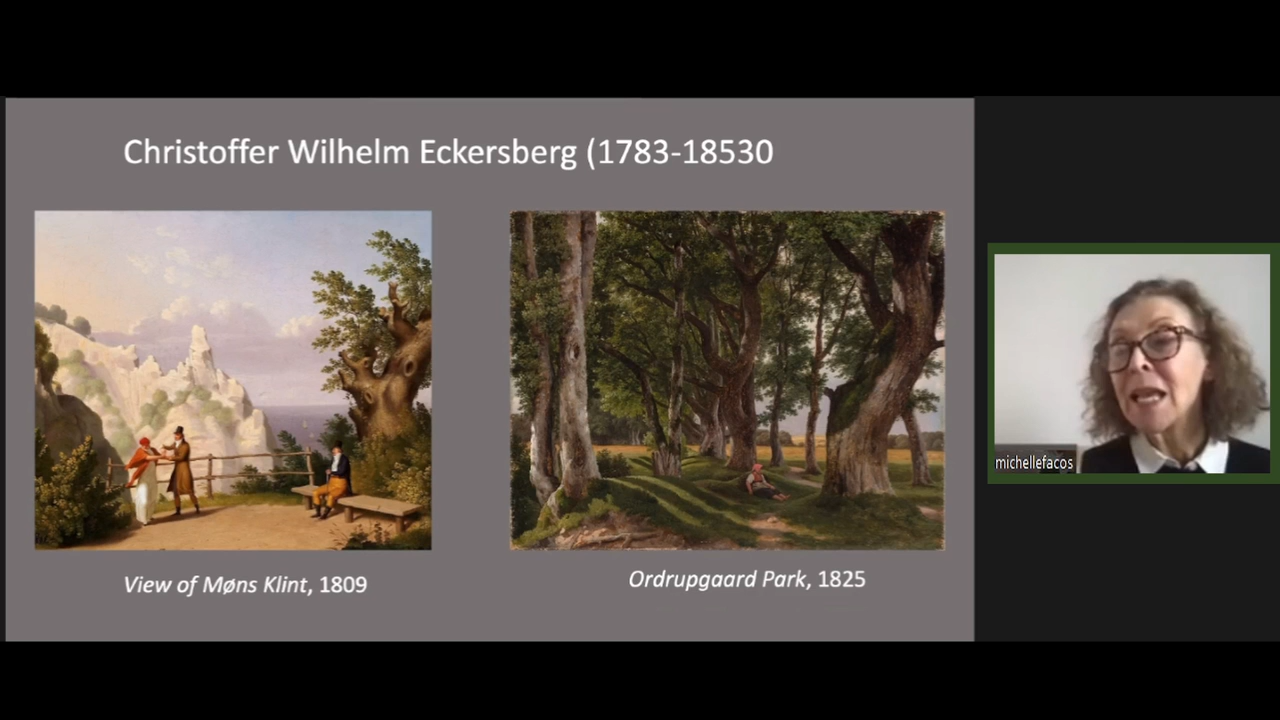 Christoffer Wilhelm Eckersberg (1783-18530
View of Møns Klint, 1809
Ordrupgaard Park, 1825
michellefacos